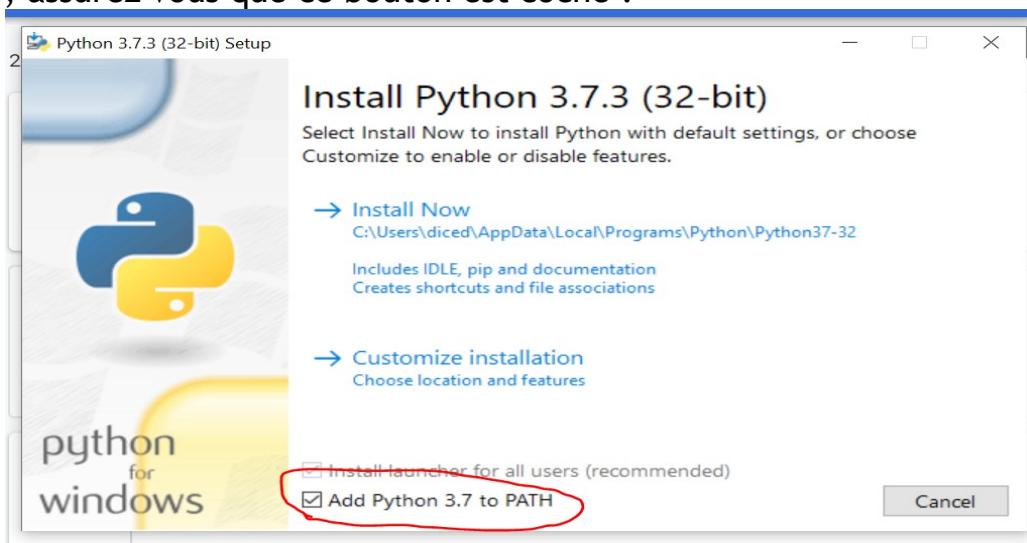 , assurez vous que ce bouton est coché :
Python 3.7.3 (32-bit) Setup
2
Install Python 3.7.3 (32-bit)
Select Install Now to install Python with default settings, or choose
Customize to enable or disable features.
Install Now
C:\Users\diced\AppData\Local\Programs\Python\Python37-32
Includes IDLE, pip and documentation
Creates shortcuts and file associations
Customize installation
Choose location and features
python
for
windows
Install launcher for all users (recommended)
Add Python 3.7 to PATH
Cancel